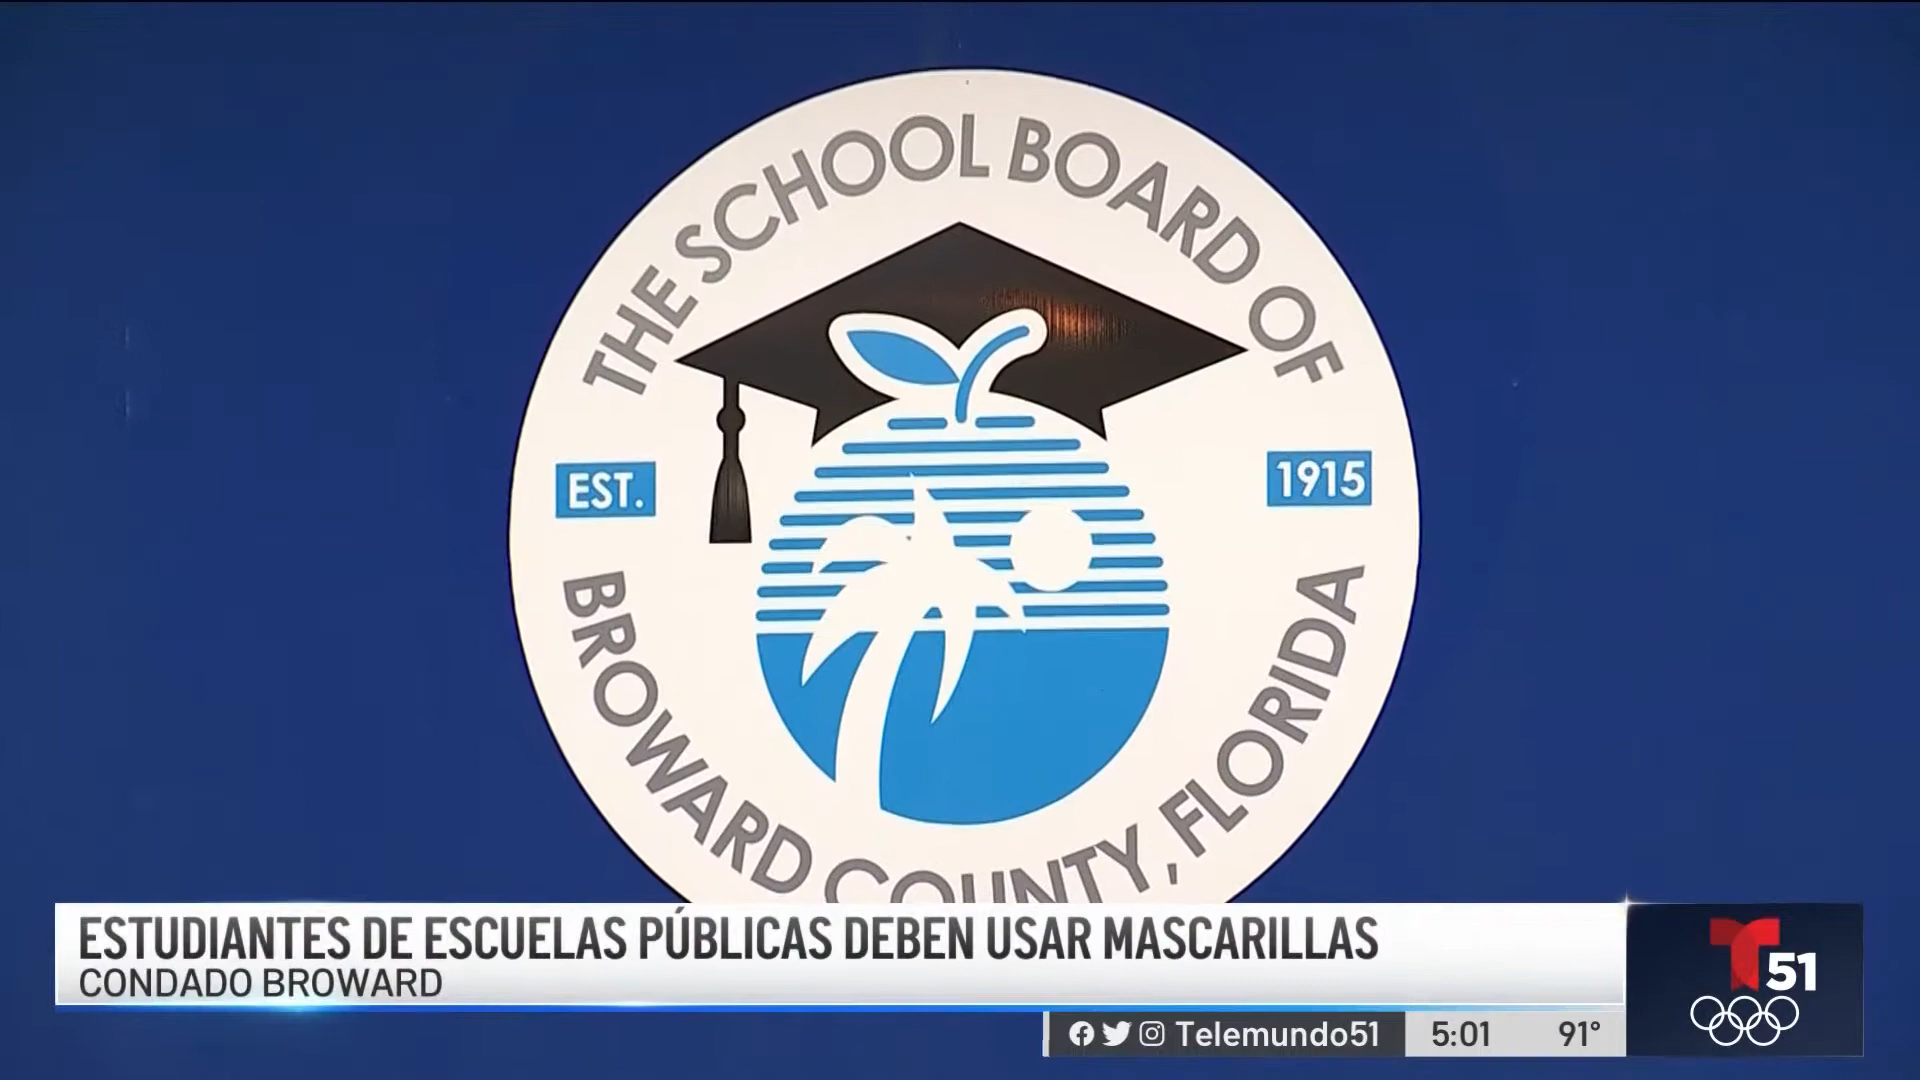 THE SCHOOL BOARD OF
EST.
1915
BROWARD COUNTY, FLORIDA
ESTUDIANTES DE ESCUELAS PÚBLICAS DEBEN USAR MASCARILLAS
CONDADO BROWARD
51
Telemundo51
5:01
91°